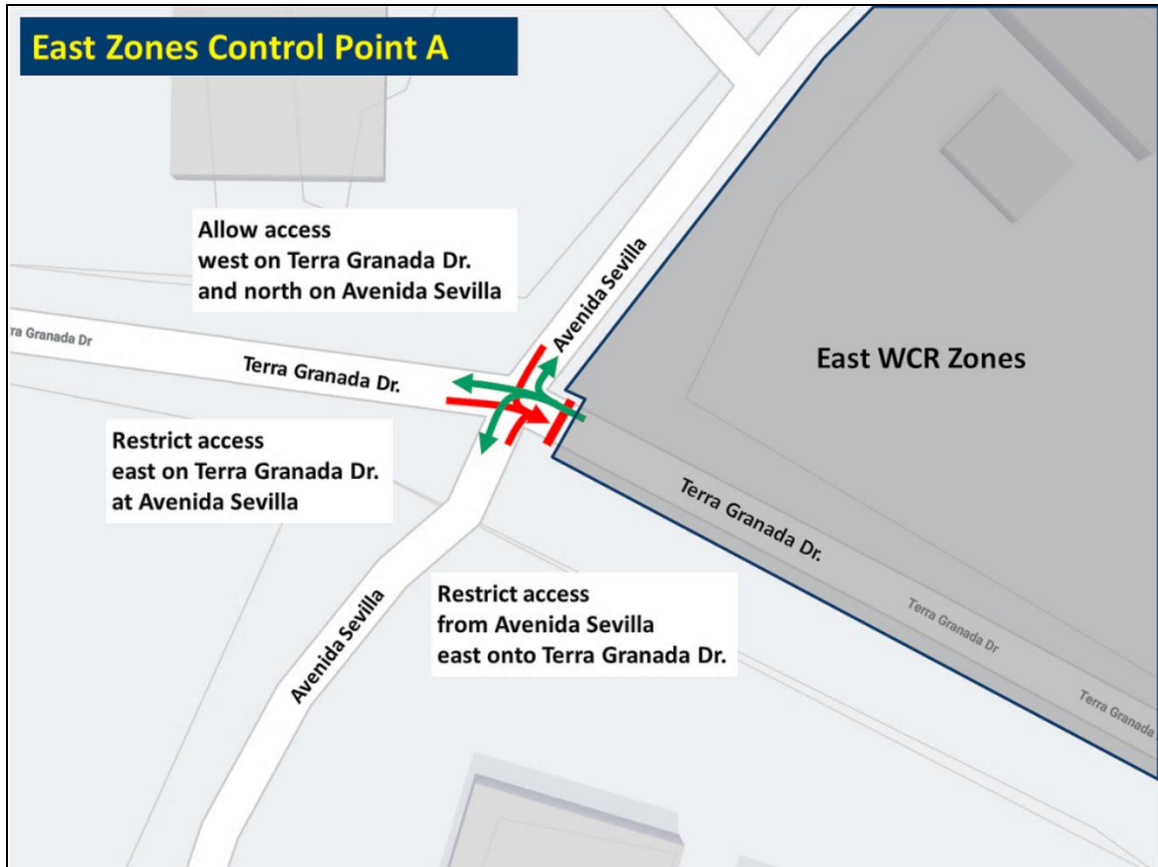 East Zones Control Point A
Allow access
west on Terra Granada Dr.
and north on Avenida Sevilla
Avenida Sevilla
East WCR Zones
ra Granada Dr
Terra Granada Dr.
Restrict access
east on Terra Granada Dr.
at Avenida Sevilla
Terra Granada Dr.
Restrict access
from Avenida Sevilla
east onto Terra Granada Dr.
Avenida Sevilla
Terra Granada Dr
Terra Granada